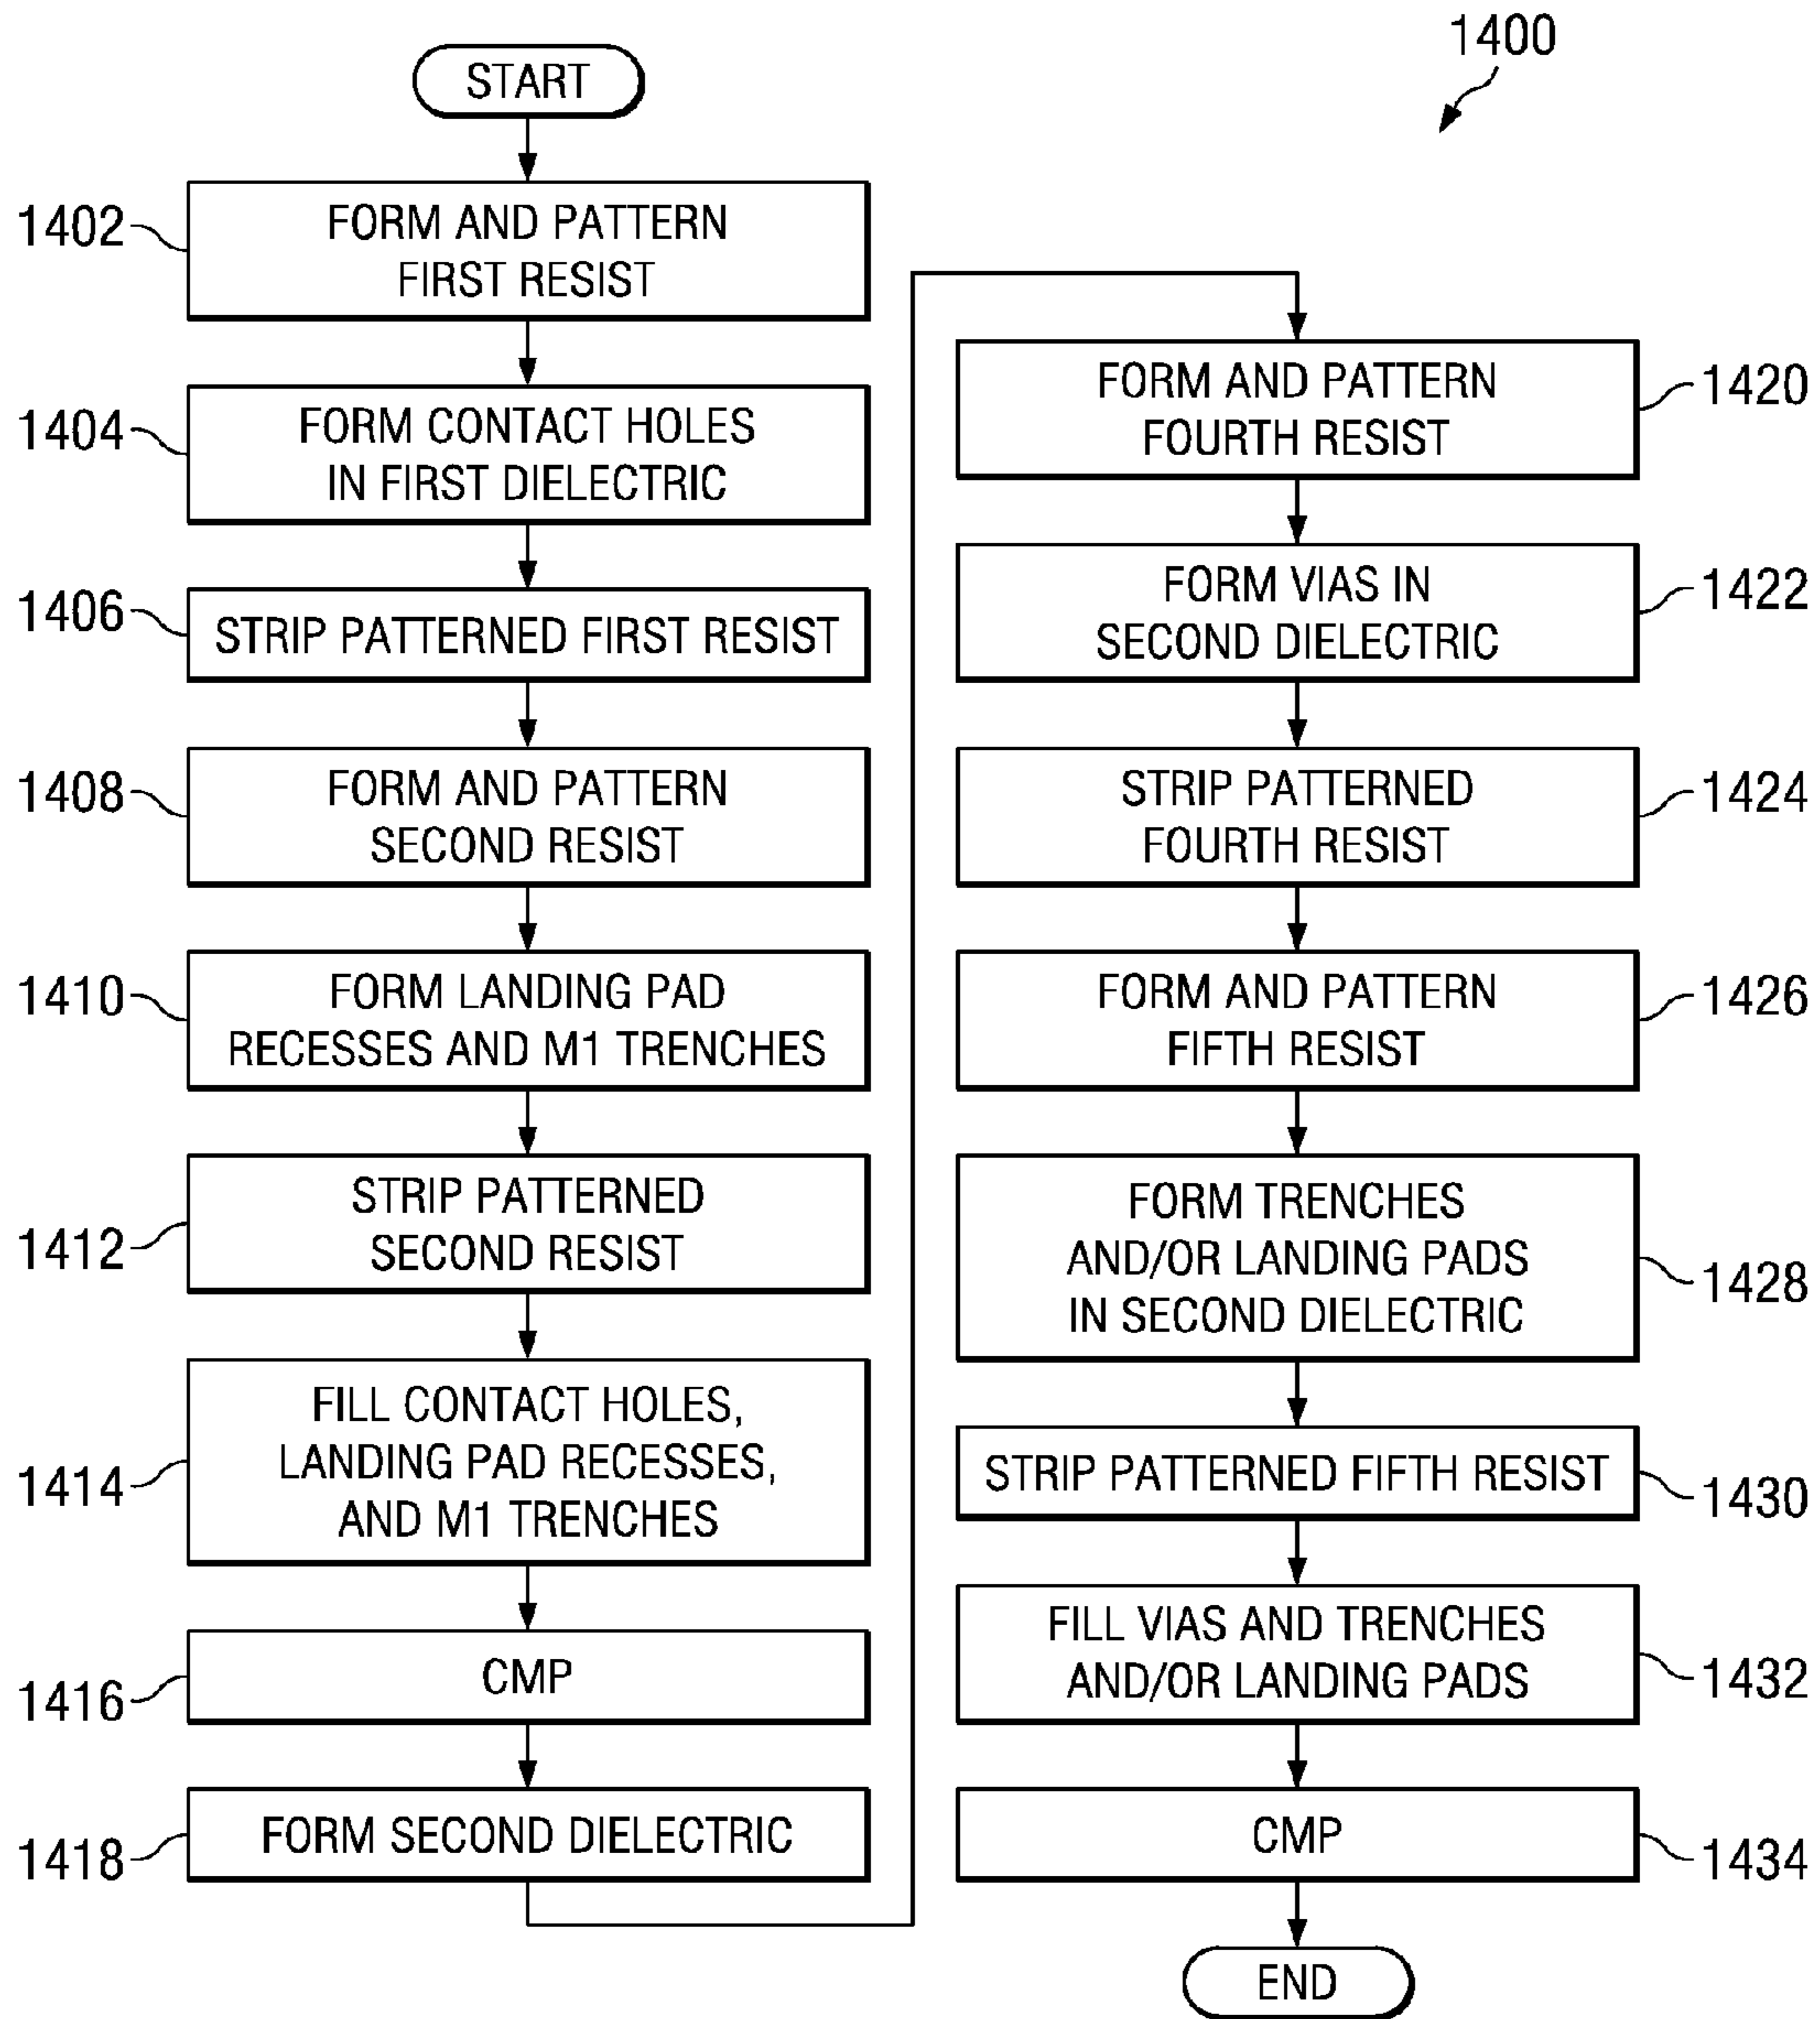 1400
START
1402
FORM AND PATTERN
FIRST RESIST
1404
FORM CONTACT HOLES
IN FIRST DIELECTRIC
1406
STRIP PATTERNED FIRST RESIST
1408
FORM AND PATTERN
SECOND RESIST
1410
FORM LANDING PAD
RECESSES AND M1 TRENCHES
1412
STRIP PATTERNED
SECOND RESIST
1414
FILL CONTACT HOLES,
LANDING PAD RECESSES,
AND M1 TRENCHES
1416
CMP
1418
FORM SECOND DIELECTRIC
FORM AND PATTERN
FOURTH RESIST
1420
FORM VIAS IN
SECOND DIELECTRIC
1422
STRIP PATTERNED
FOURTH RESIST
1424
FORM AND PATTERN
FIFTH RESIST
1426
FORM TRENCHES
AND/OR LANDING PADS
IN SECOND DIELECTRIC
1428
STRIP PATTERNED FIFTH RESIST
1430
FILL VIAS AND TRENCHES
AND/OR LANDING PADS
1432
CMP
1434
END